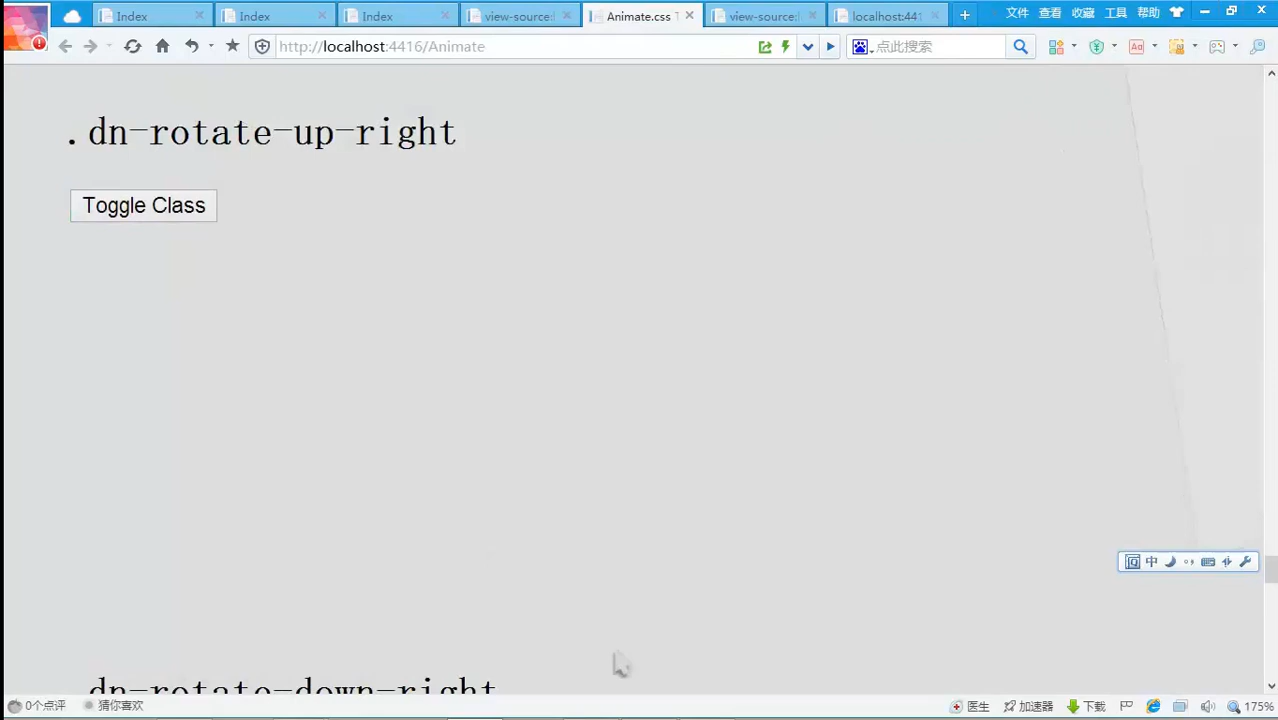 Index
Index
Index
view-source:l
Animate.css T
view-source:l
localhost:441
文件 查看 收藏 工具 帮助
http://localhost:4416/Animate
点此搜索
.dn-rotate-up-right
Toggle Class
中
.dn-rotate-down-right
0个点评
猜你喜欢
医生
加速器
下载
175%